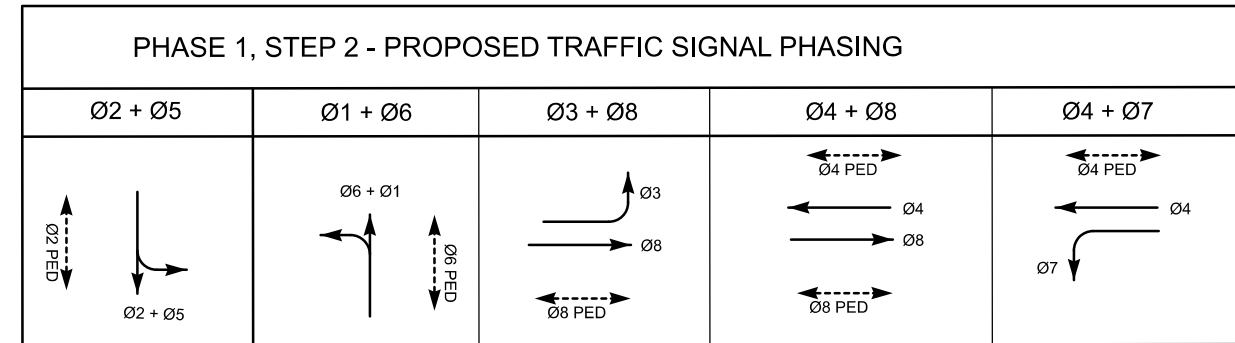 PHASE 1, STEP 2 - PROPOSED TRAFFIC SIGNAL PHASING
Ø2 + Ø5
Ø1 + Ø6
Ø3 + Ø8
Ø4 + Ø8
Ø4 + Ø7
Ø2 PED
Ø2 + Ø5
Ø6 + Ø1
Ø6 PED
Ø3
Ø8
Ø8 PED
Ø4 PED
Ø4
Ø8
Ø8 PED
Ø4 PED
Ø4
Ø7